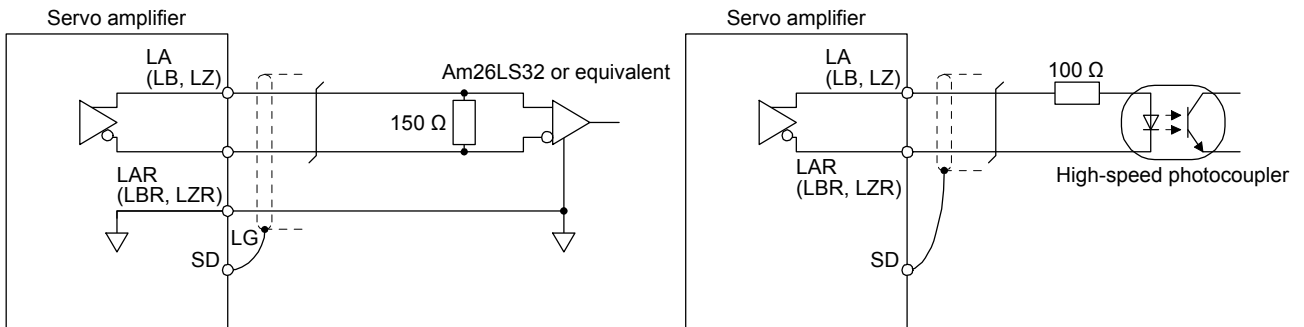 Servo amplifier
LA
(LB, LZ)
Am26LS32 or equivalent
150 Ω
LAR
(LBR, LZR)
LG
SD
Servo amplifier
LA
(LB, LZ)
100 Ω
LAR
(LBR, LZR)
High-speed photocoupler
SD